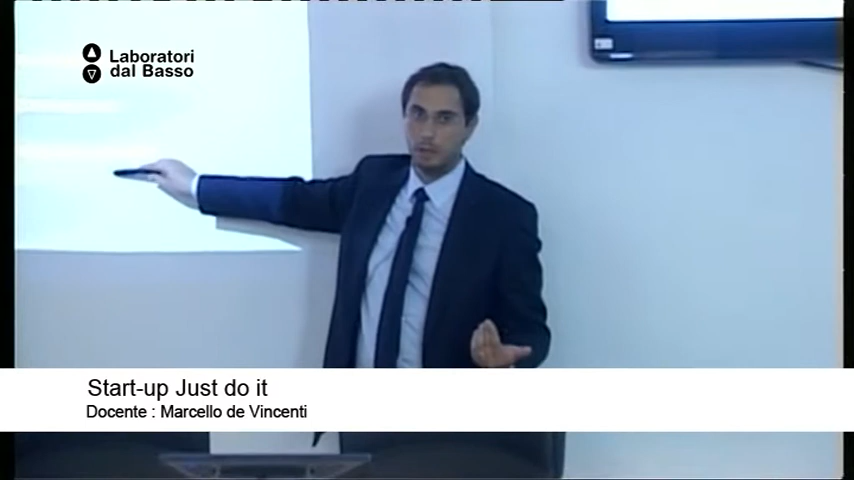 Laboratori
dal Basso
Start-up Just do it
Docente : Marcello de Vincenti